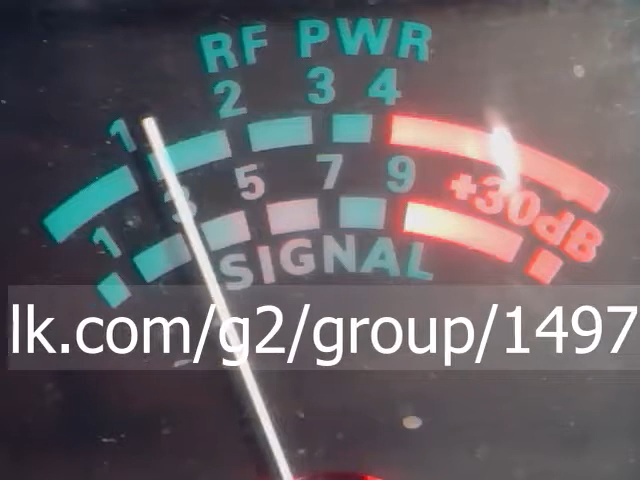 RF PWR
1 2 3 4
1 3 5 7 9 +30dB
SIGNAL
lk.com/g2/group/1497